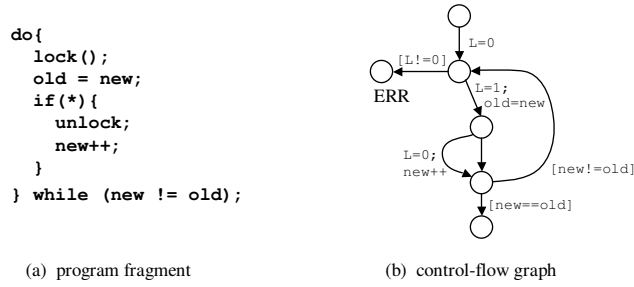 do{
lock();
old = new;
if(*){
unlock;
new++;
}
} while (new != old);
(a) program fragment
L=0
[L!=0]
ERR
L=1;
old=new
L=0;
new++
[new!=old]
[new==old]
(b) control-flow graph